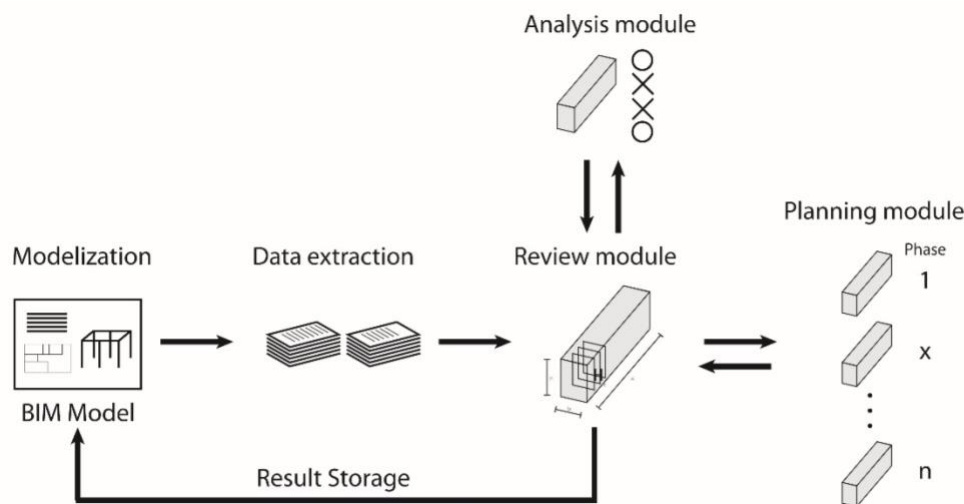 Analysis module
Planning module
Modelization
Data extraction
Review module
Phase
1
x
n
BIM Model
Result Storage